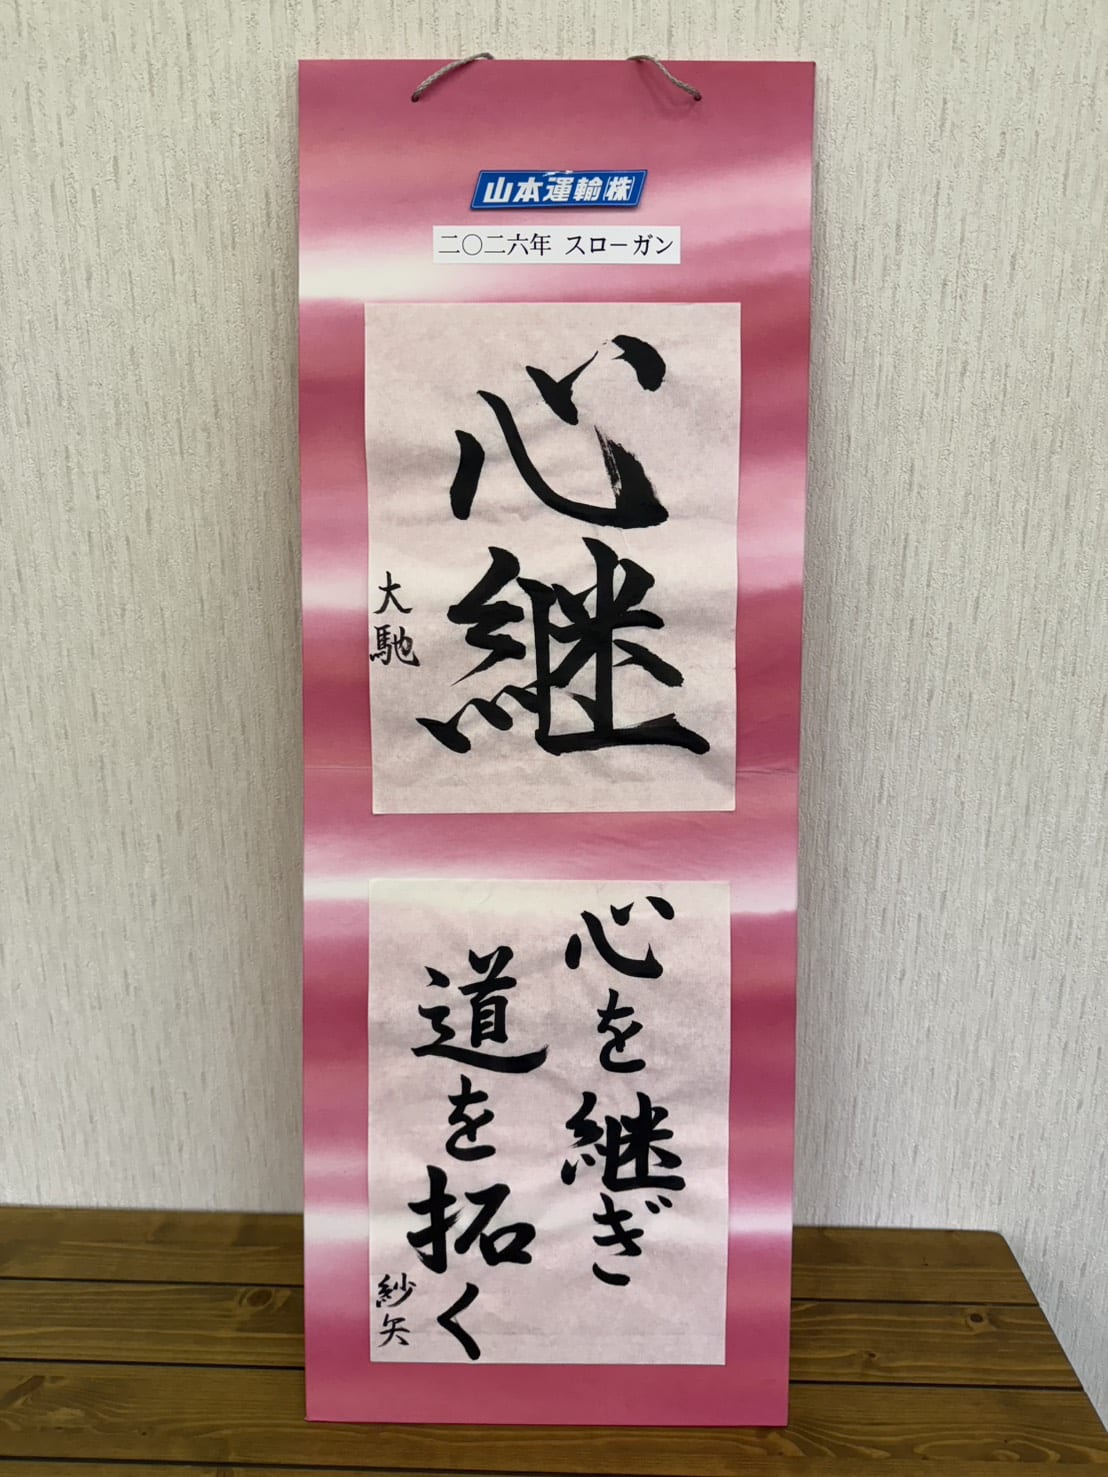 山本運輸(株)
二〇二六年 スローガン
心継
大馳
心を継ぎ
道を拓く
紗矢